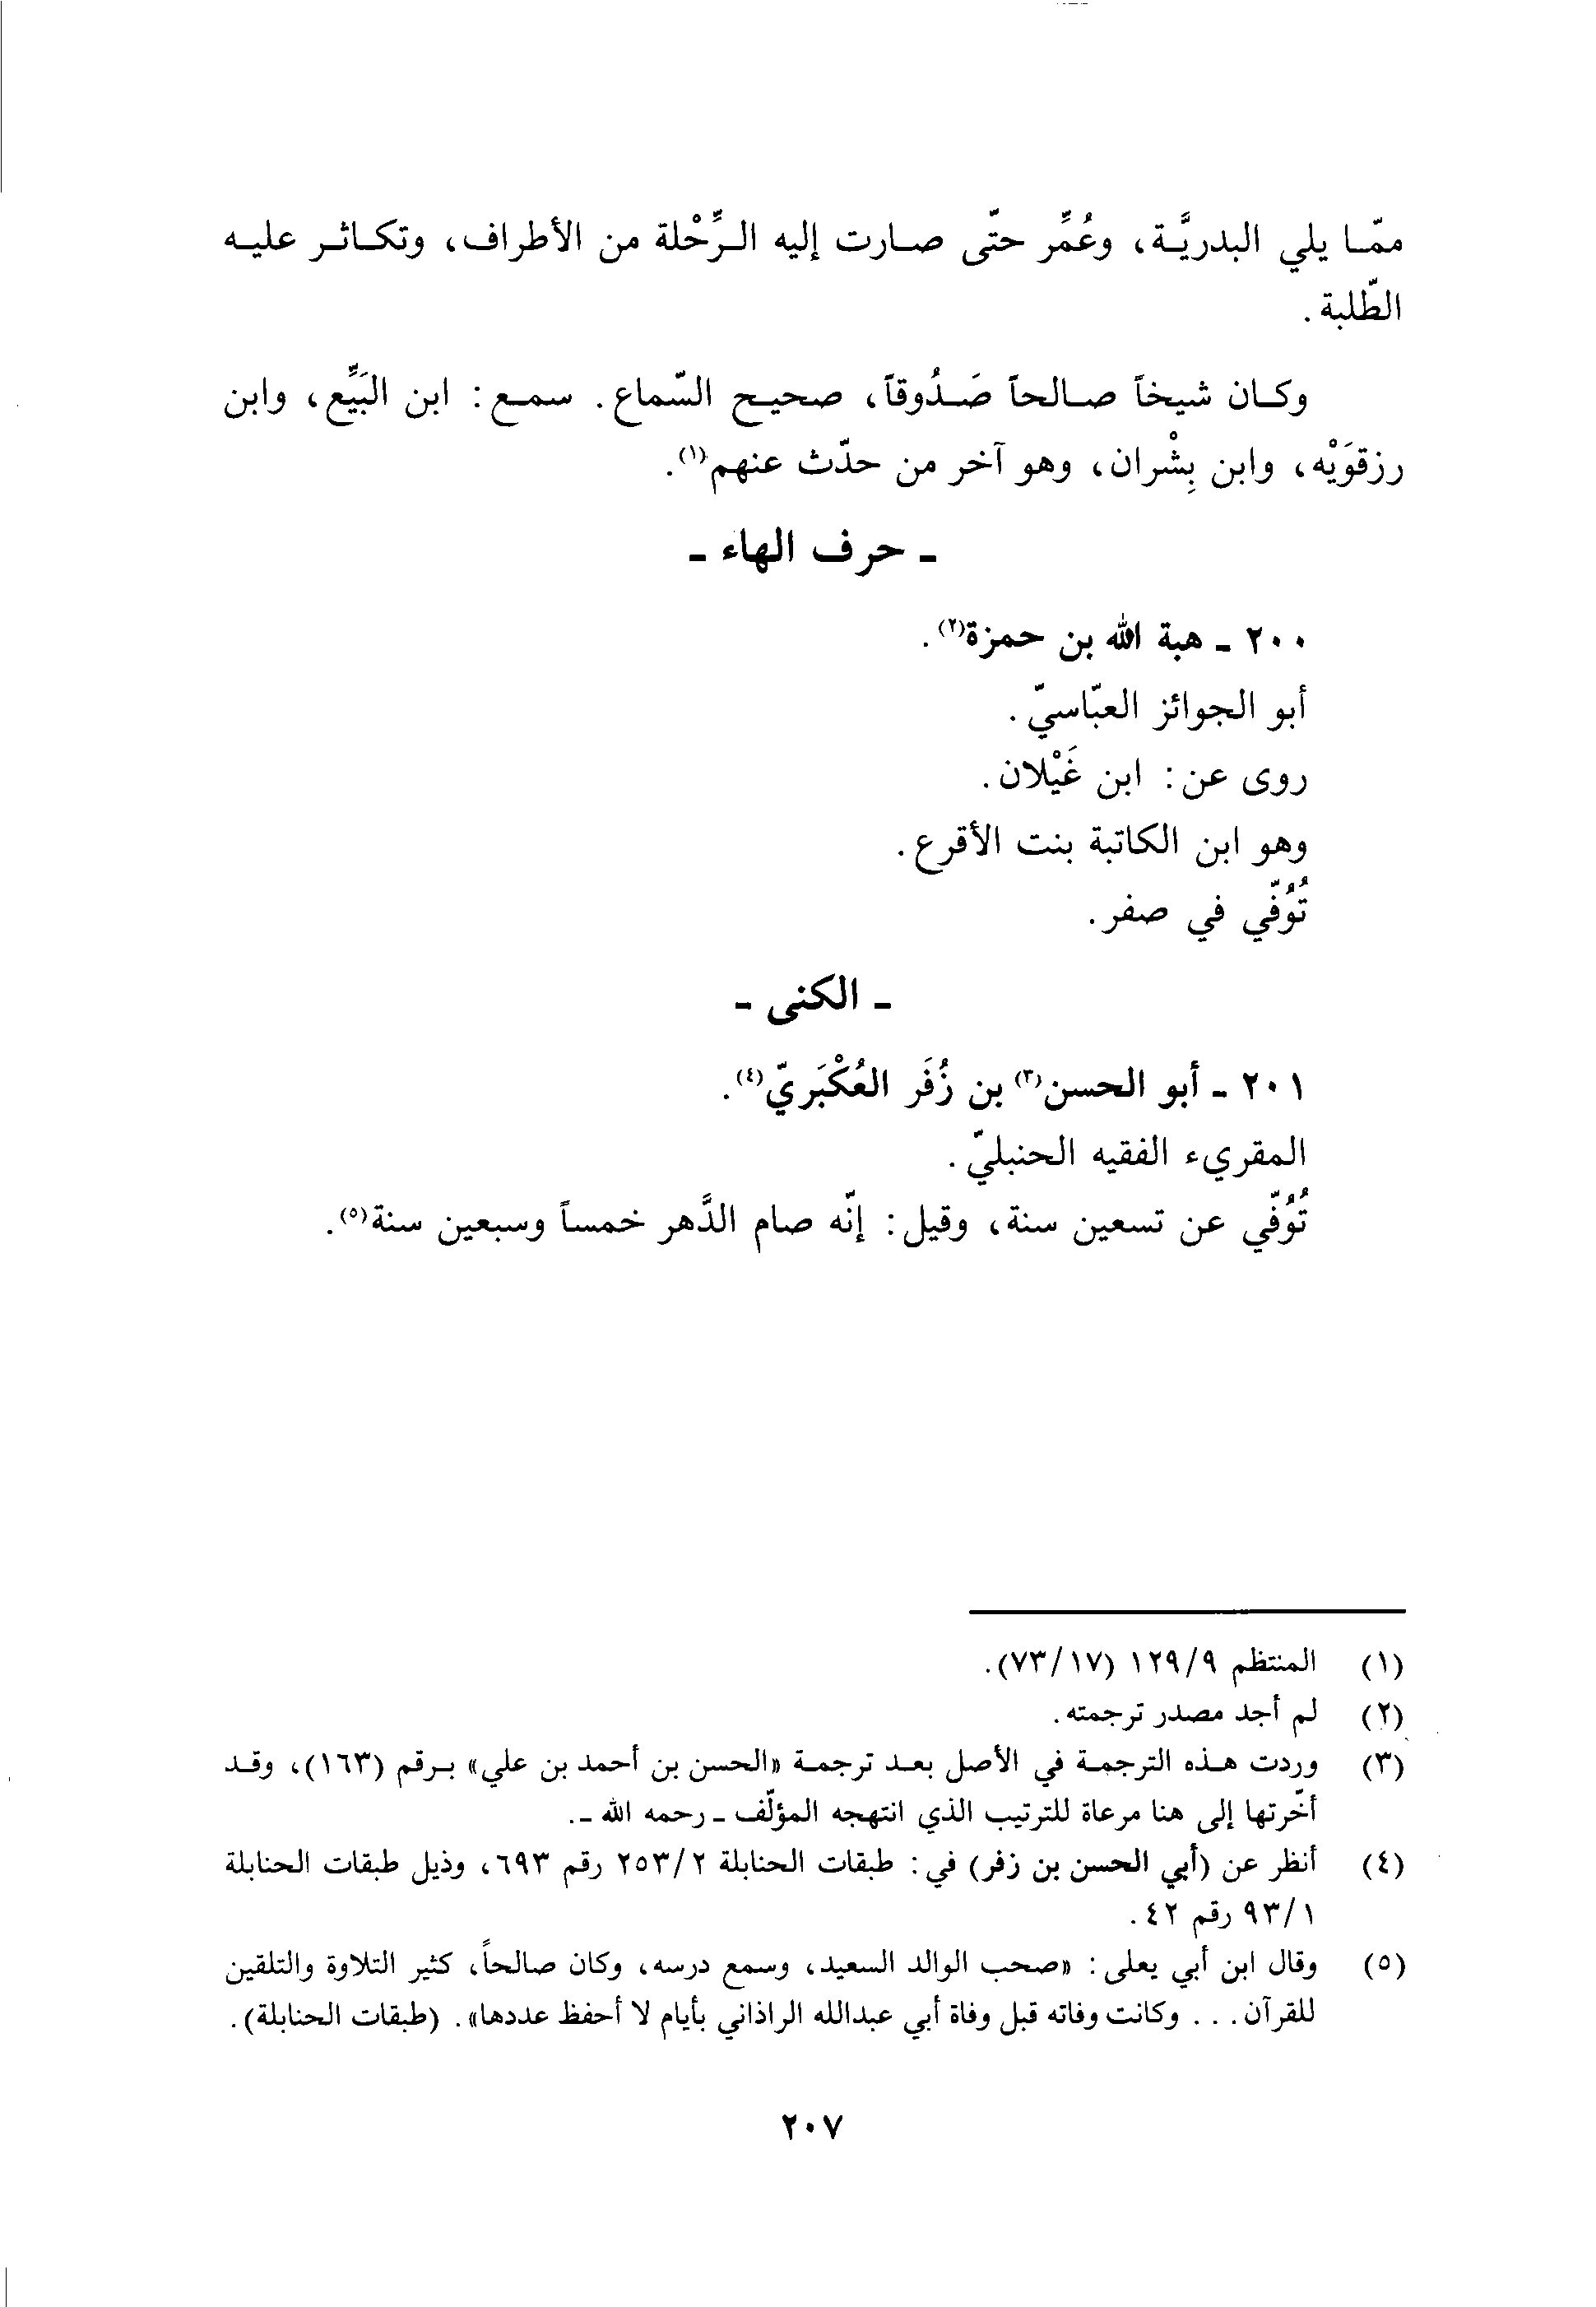 ممّا يلي البدريَّة، وعُمِّر حتّى صارت إليه الرِّحْلة من الأطراف، وتكاثر عليه
الطّلبة.
وكان شيخاً صالحاً صَدُوقاً، صحيح السّماع. سمع: ابن البَيِّع، وابن
رزقوَيْه، وابن بِشْران، وهو آخر من حدّث عنهم(١).
- حرف الهاء -
٢٠٠ - هبة الله بن حمزة(٢).
أبو الجوائز العبّاسيّ.
روى عن: ابن غَيْلان.
وهو ابن الكاتبة بنت الأقرع.
تُوُفّي في صفر.
- الكنى -
٢٠١ - أبو الحسن(٣) بن زُفَر العُكْبَريّ(٤).
المقريء الفقيه الحنبليّ.
تُوُفّي عن تسعين سنة، وقيل: إنّه صام الدَّهر خمساً وسبعين سنة(٥).
(١) المنتظم ١٢٩/٩ (٧٣/١٧).
(٢) لم أجد مصدر ترجمته.
(٣) وردت هذه الترجمة في الأصل بعد ترجمة «الحسن بن أحمد بن علي» برقم (١٦٣)، وقد
أخّرتها إلى هنا مرعاة للترتيب الذي انتهجه المؤلّف - رحمه الله -.
(٤) أنظر عن (أبي الحسن بن زفر) في: طبقات الحنابلة ٢٥٣/٢ رقم ٦٩٣، وذيل طبقات الحنابلة
٩٣/١ رقم ٤٢.
(٥) وقال ابن أبي يعلى: «صحب الوالد السعيد، وسمع درسه، وكان صالحاً، كثير التلاوة والتلقين
للقرآن... وكانت وفاته قبل وفاة أبي عبدالله الراذاني بأيام لا أحفظ عددها». (طبقات الحنابلة).
٢٠٧